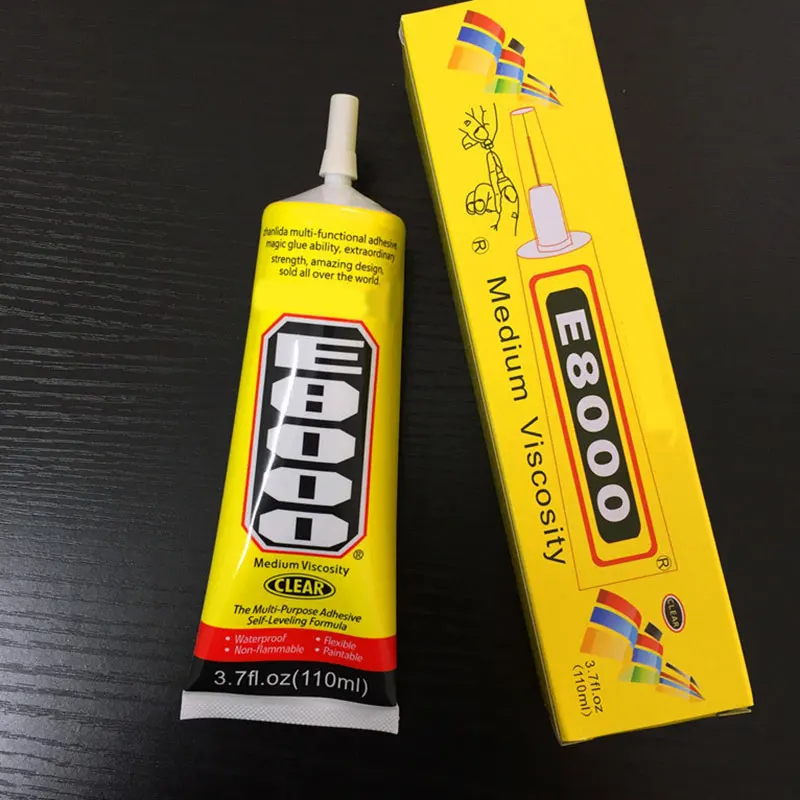 zhanlida multi-functional adhesive,
magic glue ability, extraordinary
strength, amazing design,
sold all over the world.
E8000
®
Medium Viscosity
CLEAR
The Multi-Purpose Adhesive
Self-Leveling Formula
• Waterproof • Flexible
• Non-flammable • Paintable
3.7fl.oz(110ml)
®
Medium Viscosity
E8000
®
CLEAR
3.7fl.oz
(110ml)